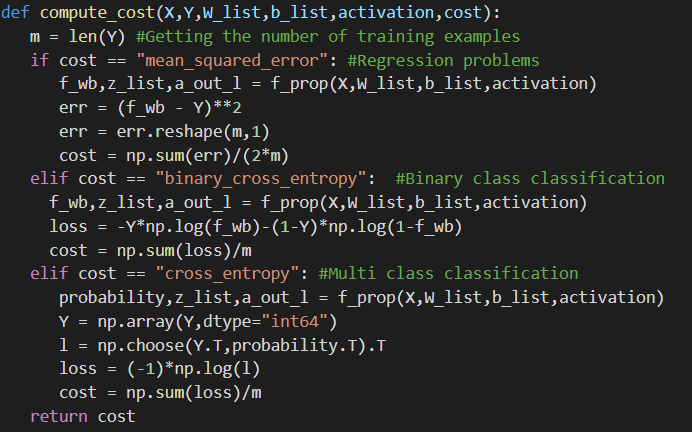 def compute_cost(X,Y,W_list,b_list,activation,cost):
   m = len(Y) #Getting the number of training examples
   if cost == "mean_squared_error": #Regression problems
      f_wb,z_list,a_out_l = f_prop(X,W_list,b_list,activation)
      err = (f_wb - Y)**2
      err = err.reshape(m,1)
      cost = np.sum(err)/(2*m)
   elif cost == "binary_cross_entropy":  #Binary class classification
     f_wb,z_list,a_out_l = f_prop(X,W_list,b_list,activation)
     loss = -Y*np.log(f_wb)-(1-Y)*np.log(1-f_wb)
     cost = np.sum(loss)/m
   elif cost == "cross_entropy": #Multi class classification
      probability,z_list,a_out_l = f_prop(X,W_list,b_list,activation)
      Y = np.array(Y,dtype="int64")
      l = np.choose(Y.T,probability.T).T
      loss = (-1)*np.log(l)
      cost = np.sum(loss)/m
   return cost